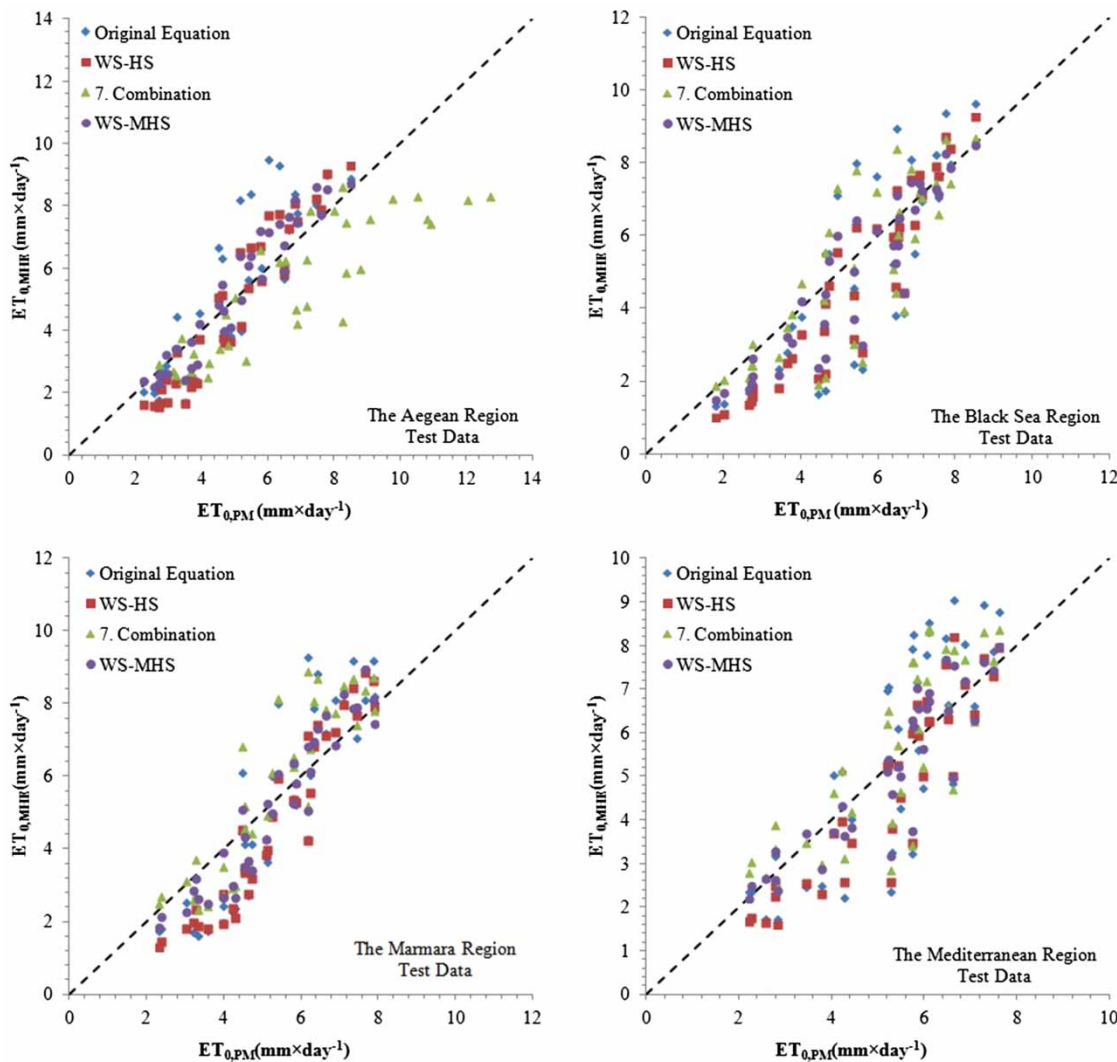 14
12
10
8
6
4
2
0
ET0,MHR (mm×day-1)
Original Equation
WS-HS
7. Combination
WS-MHS
The Aegean Region
Test Data
0 2 4 6 8 10 12 14
ET0,PM (mm×day-1)
12
10
8
6
4
2
0
ET0,MHR (mm×day-1)
Original Equation
WS-HS
7. Combination
WS-MHS
The Black Sea Region
Test Data
0 2 4 6 8 10 12
ET0,PM (mm×day-1)
12
10
8
6
4
2
0
ET0,MHR (mm×day-1)
Original Equation
WS-HS
7. Combination
WS-MHS
The Marmara Region
Test Data
0 2 4 6 8 10 12
ET0,PM(mm×day-1)
10
9
8
7
6
5
4
3
2
1
0
ET0,MHR (mm×day-1)
Original Equation
WS-HS
7. Combination
WS-MHS
The Mediterranean Region
Test Data
0 2 4 6 8 10
ET0,PM(mm×day-1)